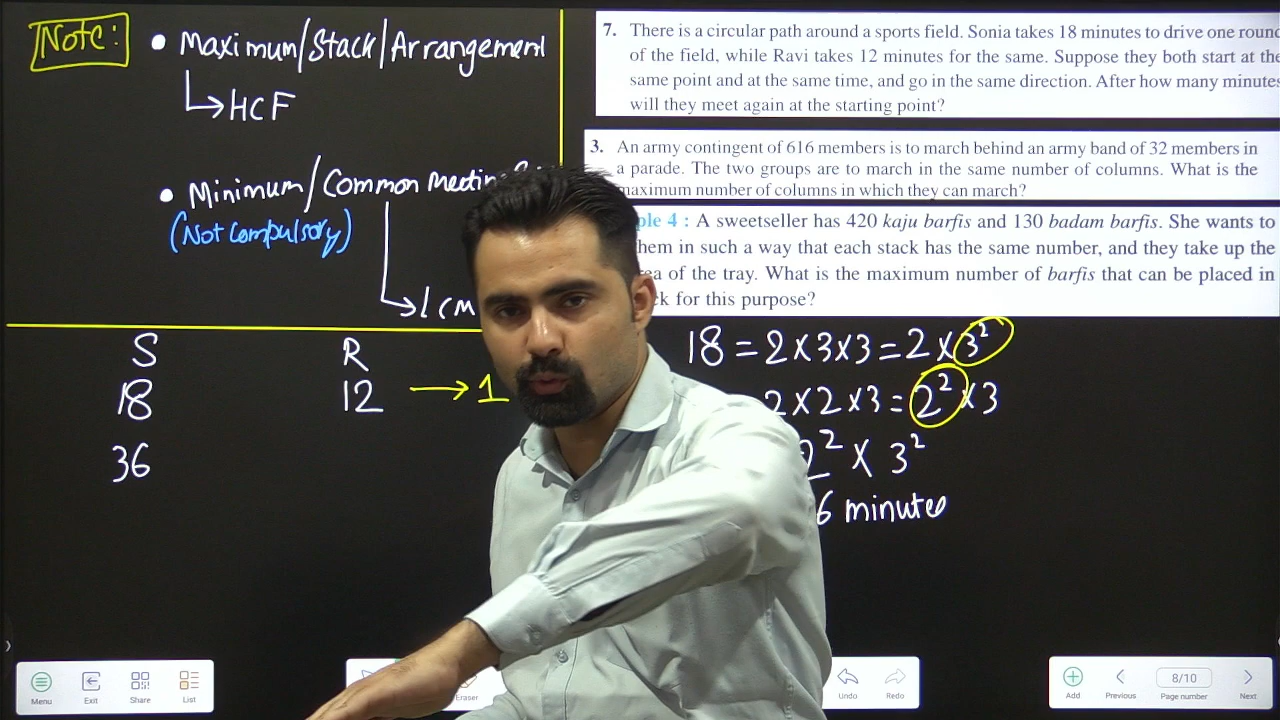 Note:
• Maximum/Stack/Arrangement
↳HCF
• Minimum/Common
(Not Compulsory)
→LCM
7. There is a circular path around a sports field. Sonia takes 18 minutes to drive one round
of the field, while Ravi takes 12 minutes for the same. Suppose they both start at the
same point and at the same time, and go in the same direction. After how many minutes
will they meet again at the starting point?
3. An army contingent of 616 members is to march behind an army band of 32 members in
a parade. The two groups are to march in the same number of columns. What is the
maximum number of columns in which they can march?
4 : A sweetseller has 420 kaju barfis and 130 badam barfis. She wants to
them in such a way that each stack has the same number, and they take up the
of the tray. What is the maximum number of barfis that can be placed in
for this purpose?
S R
18 12 → 1
36
18 = 2×3×3 = 2×3²
2×2×3 = 2²×3
2² × 3²
6 minutes
Menu Exit Share List
Eraser Undo Redo
Add Previous 8/10 Page number Next